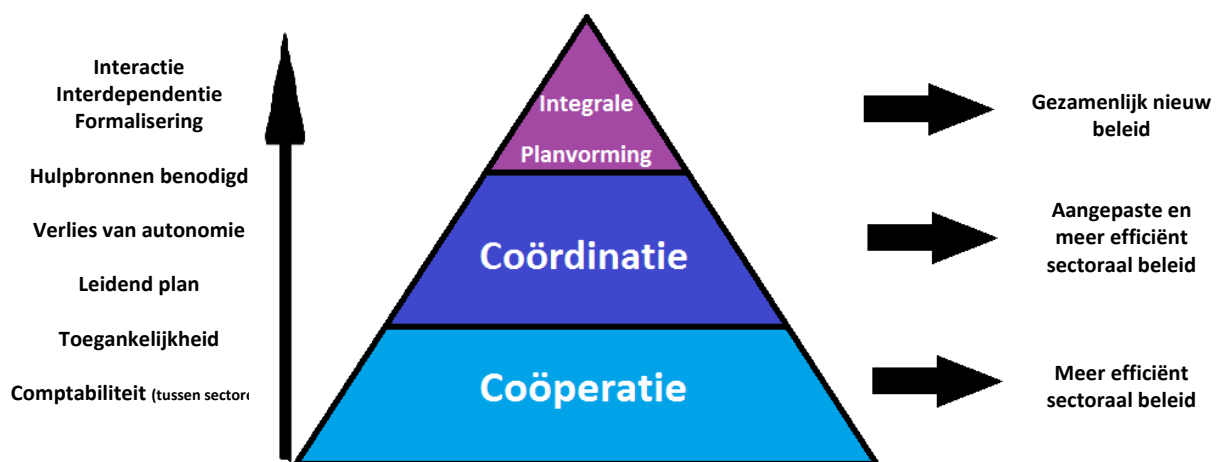 Interactie
Interdependentie
Formalisering
Hulpbronnen benodigd
Verlies van autonomie
Leidend plan
Toegankelijkheid
Comptabiliteit (tussen sector
Integrale
Planvorming
Coördinatie
Coöperatie
Gezamenlijk nieuw
beleid
Aangepaste en
meer efficiënt
sectoraal beleid
Meer efficiënt
sectoraal beleid